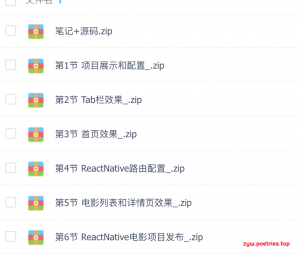 文件名
笔记+源码.zip
第1节 项目展示和配置_.zip
第2节 Tab栏效果_.zip
第3节 首页效果_.zip
第4节 ReactNative路由配置_.zip
第5节 电影列表和详情页效果_.zip
第6节 ReactNative电影项目发布_.zip
zyw.poetries.top